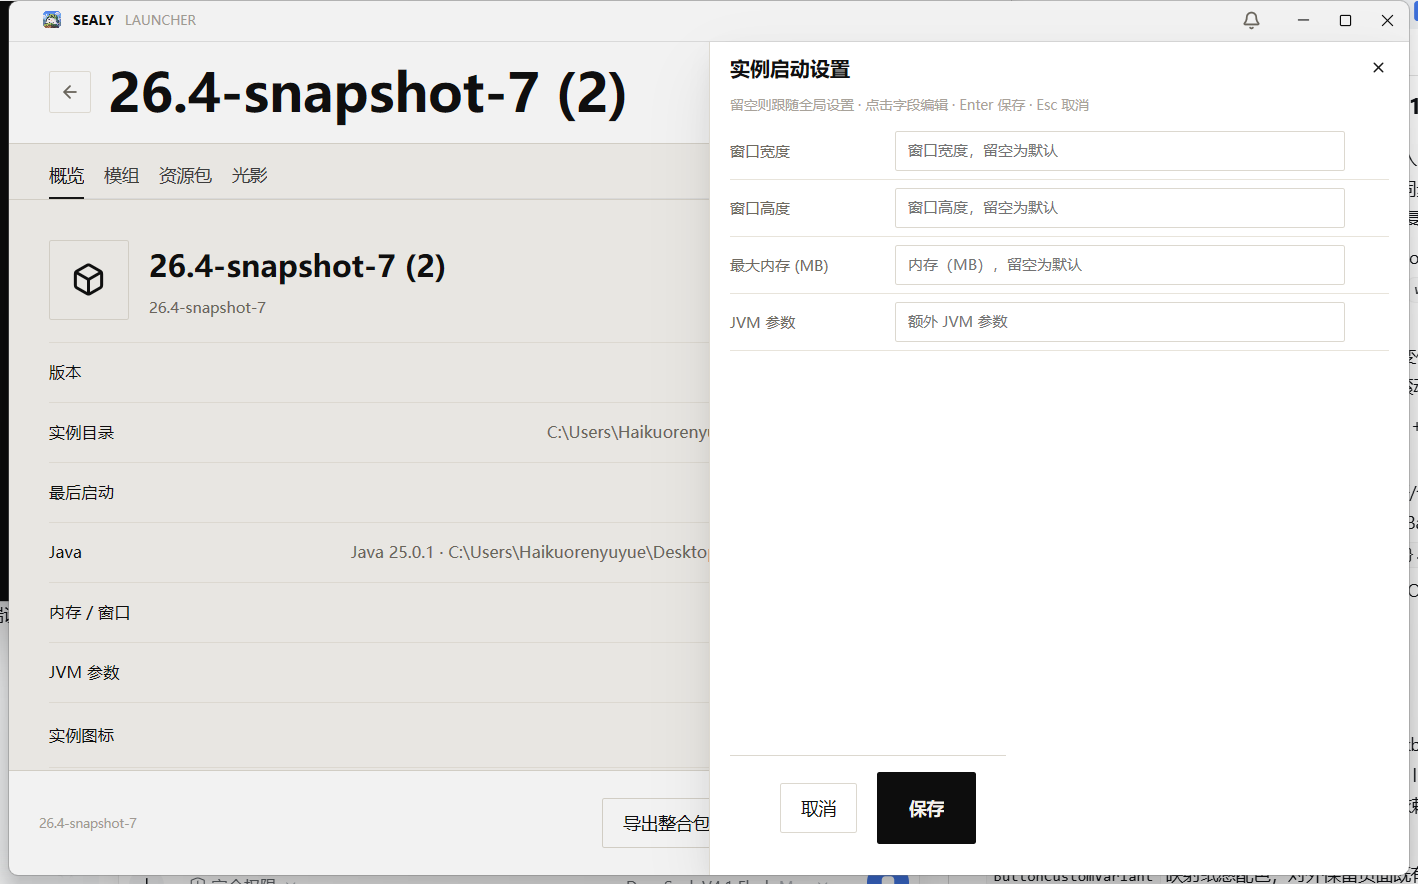 SEALY LAUNCHER
26.4-snapshot-7 (2)
概览 模组 资源包 光影
26.4-snapshot-7 (2)
26.4-snapshot-7
版本
实例目录 C:\Users\Haikuoreny
最后启动
Java Java 25.0.1 · C:\Users\Haikuorenyuyue\Deskto
内存 / 窗口
JVM 参数
实例图标
26.4-snapshot-7
导出整合包
实例启动设置
留空则跟随全局设置 · 点击字段编辑 · Enter 保存 · Esc 取消
窗口宽度 窗口宽度，留空为默认
窗口高度 窗口高度，留空为默认
最大内存 (MB) 内存（MB），留空为默认
JVM 参数 额外 JVM 参数
取消 保存